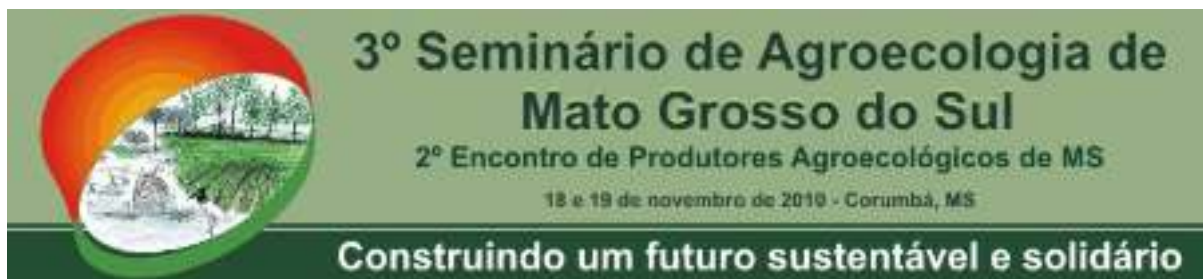 3º Seminário de Agroecologia de
Mato Grosso do Sul
2º Encontro de Produtores Agroecológicos de MS
18 e 19 de novembro de 2010 - Corumbá, MS
Construindo um futuro sustentável e solidário